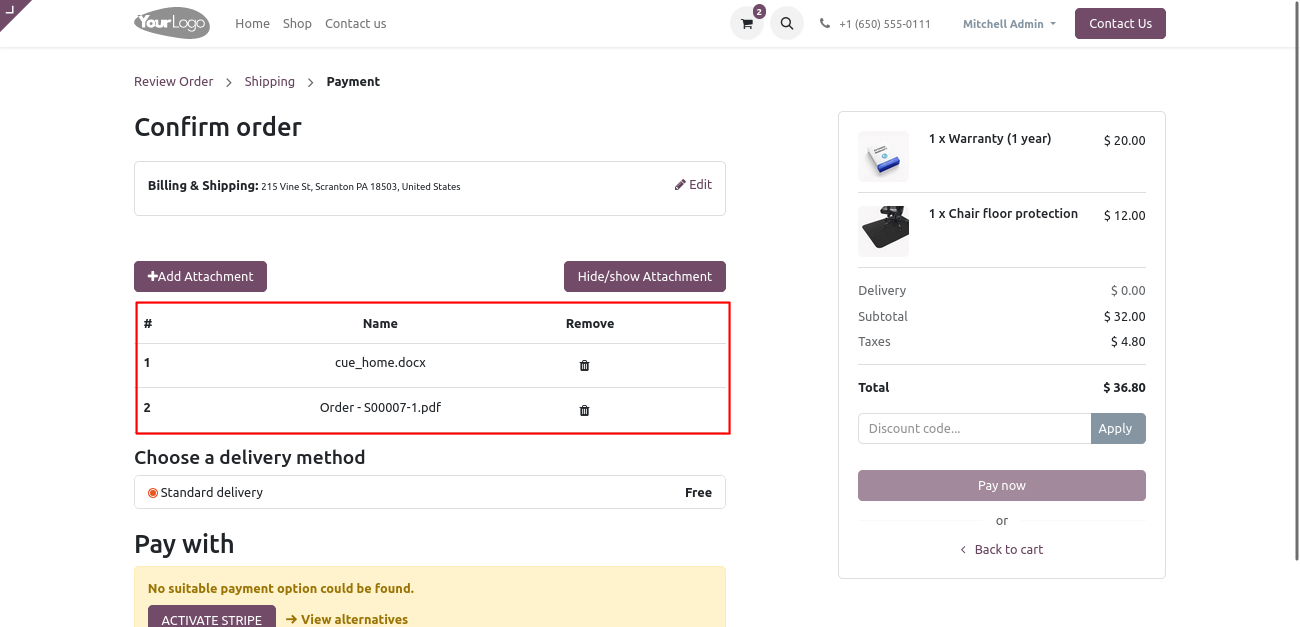 YourLogo
Home Shop Contact us
2
+1 (650) 555-0111
Mitchell Admin
Contact Us
Review Order > Shipping > Payment
Confirm order
Billing & Shipping: 215 Vine St, Scranton PA 18503, United States
Edit
+Add Attachment
Hide/show Attachment
# Name Remove
1 cue_home.docx
2 Order - S00007-1.pdf
Choose a delivery method
Standard delivery Free
Pay with
No suitable payment option could be found.
ACTIVATE STRIPE → View alternatives
1 x Warranty (1 year) $ 20.00
1 x Chair floor protection $ 12.00
Delivery $ 0.00
Subtotal $ 32.00
Taxes $ 4.80
Total $ 36.80
Discount code... Apply
Pay now
or
< Back to cart